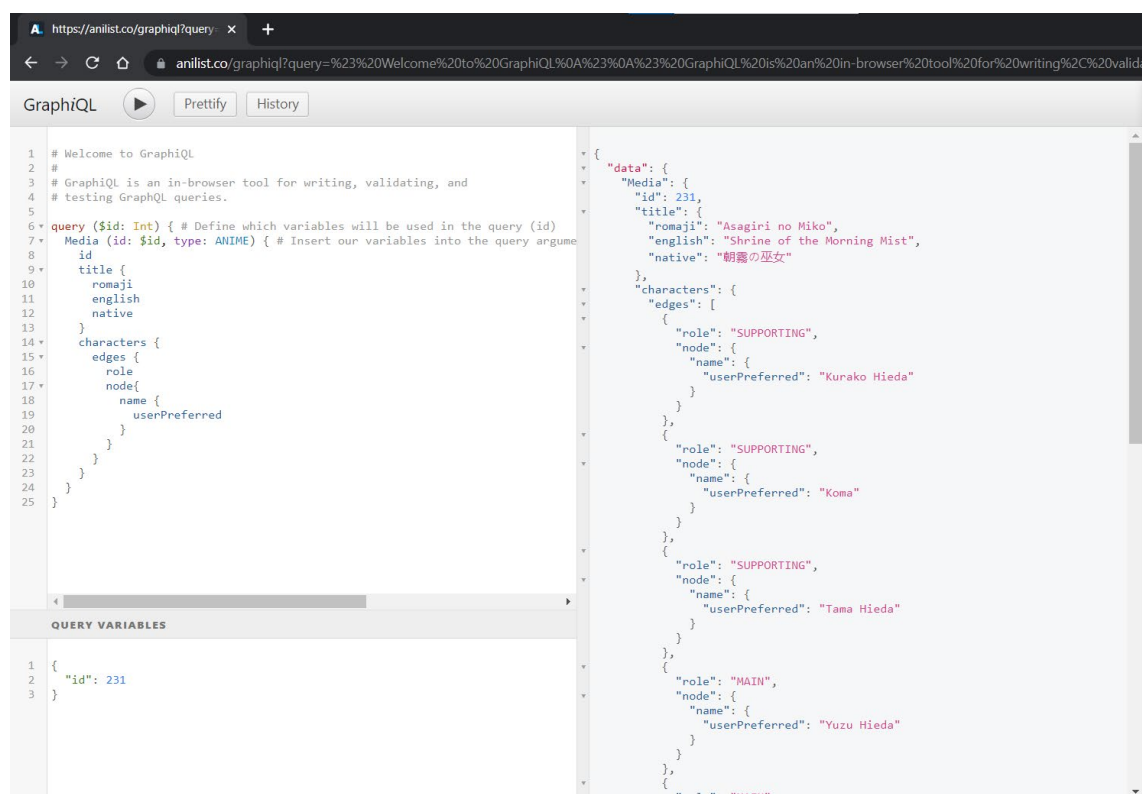 https://anilist.co/graphiql?query=
anilist.co/graphiql?query=%23%20Welcome%20to%20GraphiQL%0A%23%0A%23%20GraphiQL%20is%20an%20in-browser%20tool%20for%20writing%2C%20valida
GraphiQL Prettify History
1 # Welcome to GraphiQL
2 #
3 # GraphiQL is an in-browser tool for writing, validating, and
4 # testing GraphQL queries.
5
6 query ($id: Int) { # Define which variables will be used in the query (id)
7 Media (id: $id, type: ANIME) { # Insert our variables into the query argume
8 id
9 title {
10 romaji
11 english
12 native
13 }
14 characters {
15 edges {
16 role
17 node{
18 name {
19 userPreferred
20 }
21 }
22 }
23 }
24 }
25 }
QUERY VARIABLES
1 {
2 "id": 231
3 }
{
"data": {
"Media": {
"id": 231,
"title": {
"romaji": "Asagiri no Miko",
"english": "Shrine of the Morning Mist",
"native": "朝霧の巫女"
},
"characters": {
"edges": [
{
"role": "SUPPORTING",
"node": {
"name": {
"userPreferred": "Kurako Hieda"
}
}
},
{
"role": "SUPPORTING",
"node": {
"name": {
"userPreferred": "Koma"
}
}
},
{
"role": "SUPPORTING",
"node": {
"name": {
"userPreferred": "Tama Hieda"
}
}
},
{
"role": "MAIN",
"node": {
"name": {
"userPreferred": "Yuzu Hieda"
}
}
},
{